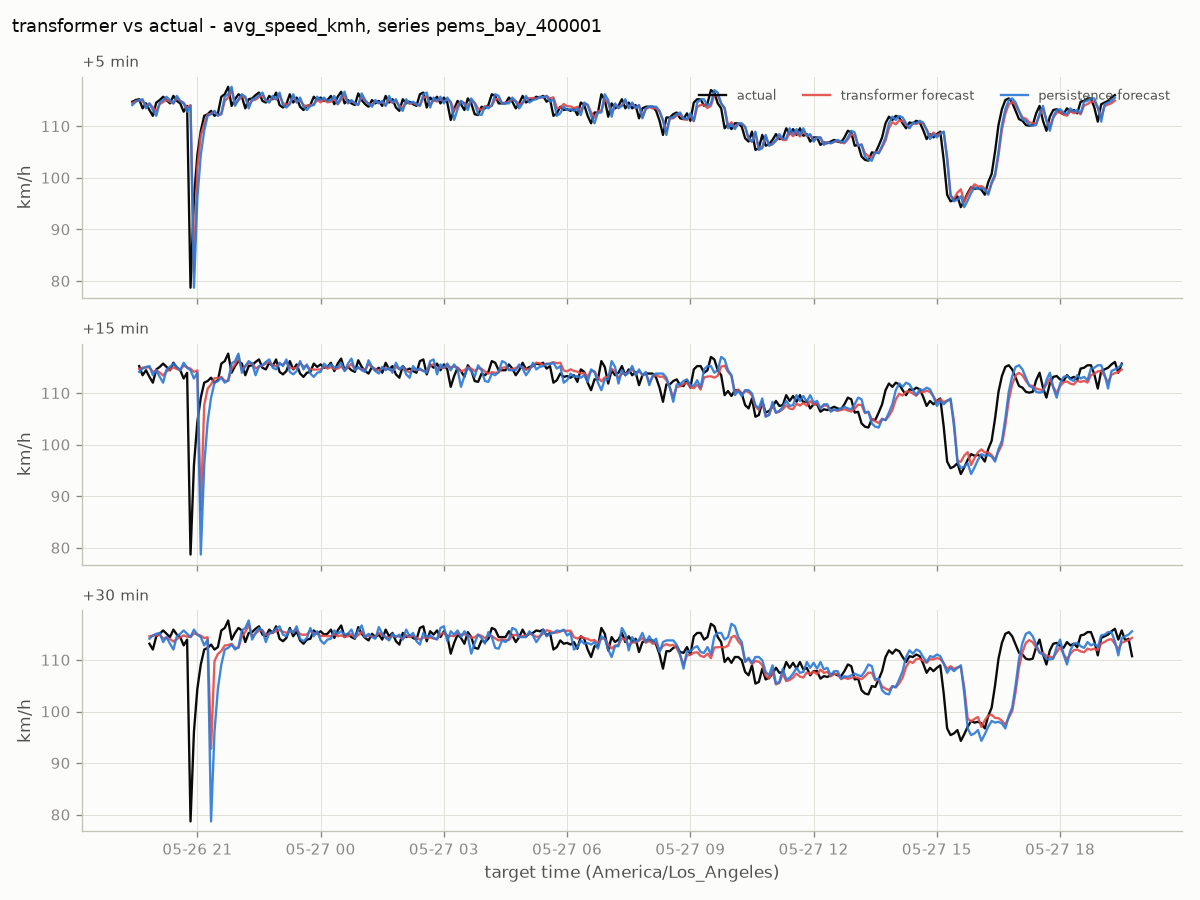 transformer vs actual - avg_speed_kmh, series pems_bay_400001
+5 min
actual
transformer forecast
persistence forecast
km/h
110
100
90
80
+15 min
km/h
110
100
90
80
+30 min
km/h
110
100
90
80
05-26 21
05-27 00
05-27 03
05-27 06
05-27 09
05-27 12
05-27 15
05-27 18
target time (America/Los_Angeles)